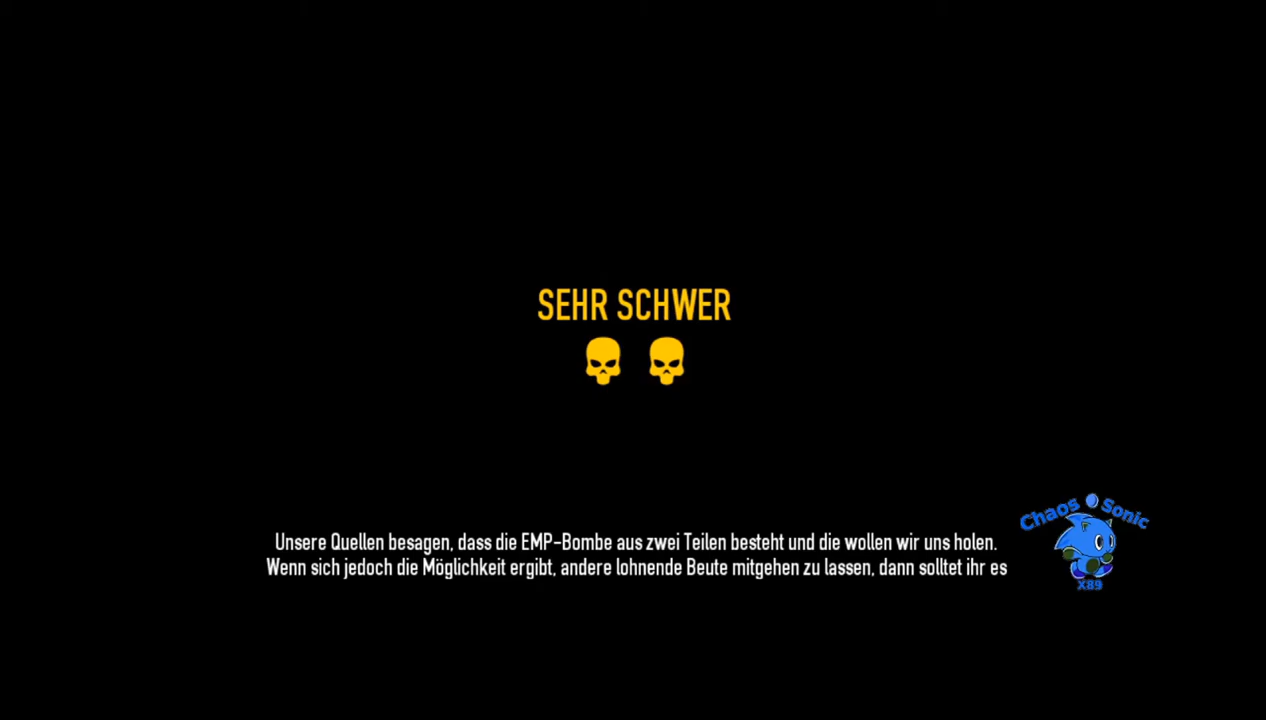 SEHR SCHWER
Unsere Quellen besagen, dass die EMP-Bombe aus zwei Teilen besteht und die wollen wir uns holen.
Wenn sich jedoch die Möglichkeit ergibt, andere lohnende Beute mitgehen zu lassen, dann solltet ihr es
Chaos Sonic
X89